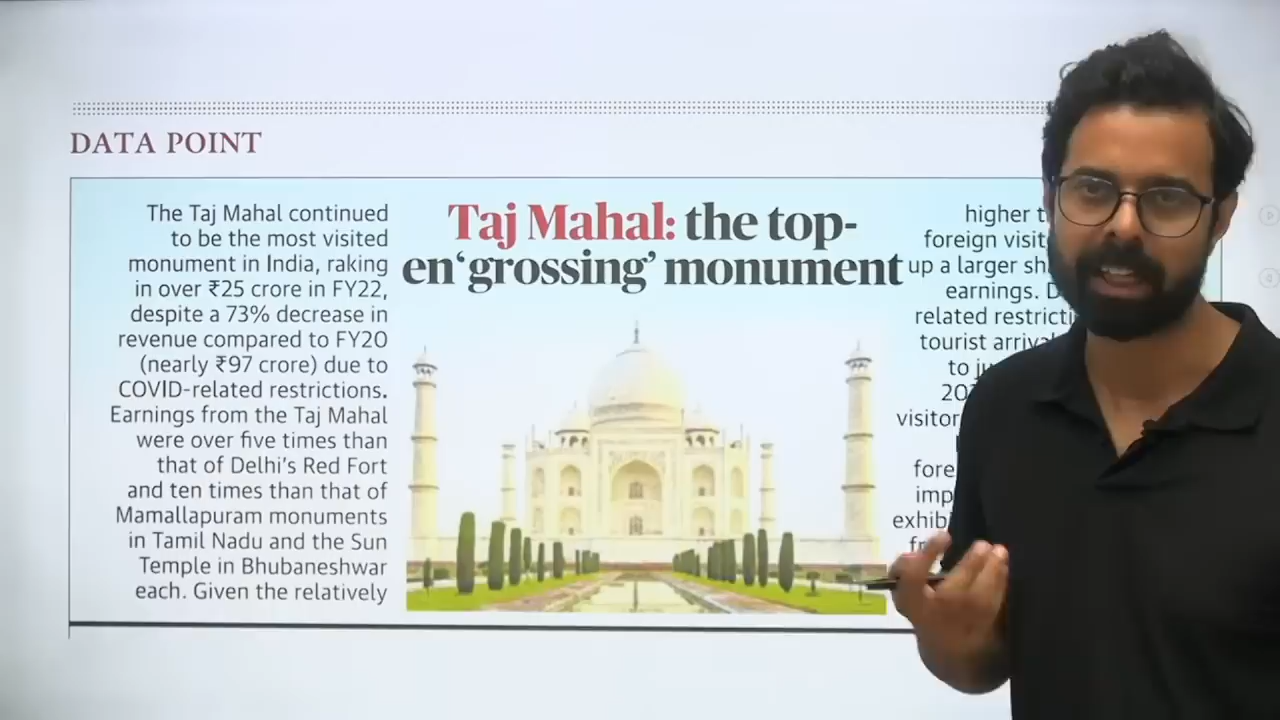 DATA POINT
Taj Mahal: the top-
en‘grossing’ monument
The Taj Mahal continued
to be the most visited
monument in India, raking
in over ₹25 crore in FY22,
despite a 73% decrease in
revenue compared to FY20
(nearly ₹97 crore) due to
COVID-related restrictions.
Earnings from the Taj Mahal
were over five times than
that of Delhi’s Red Fort
and ten times than that of
Mamallapuram monuments
in Tamil Nadu and the Sun
Temple in Bhubaneshwar
each. Given the relatively
higher
foreign
up a larger
earnings.
related
tourist
to